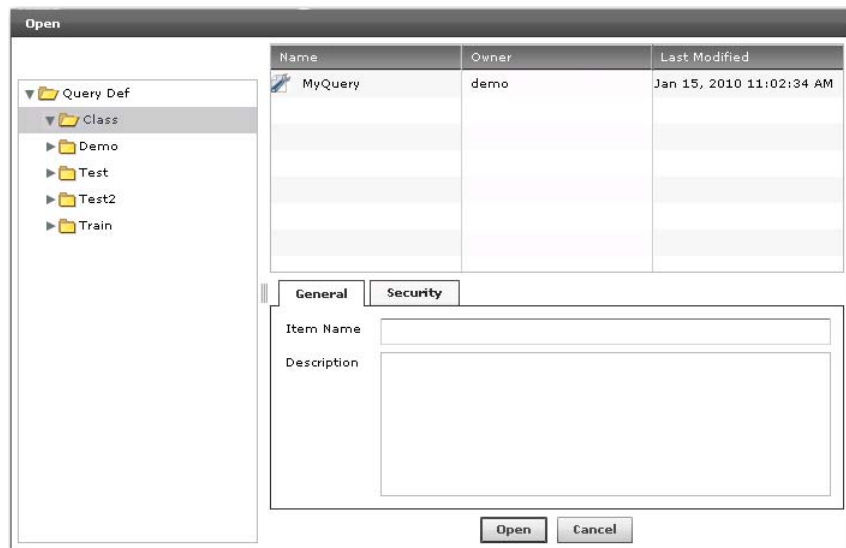 Open
Name Owner Last Modified
MyQuery demo Jan 15, 2010 11:02:34 AM
Query Def
Class
Demo
Test
Test2
Train
General Security
Item Name
Description
Open Cancel